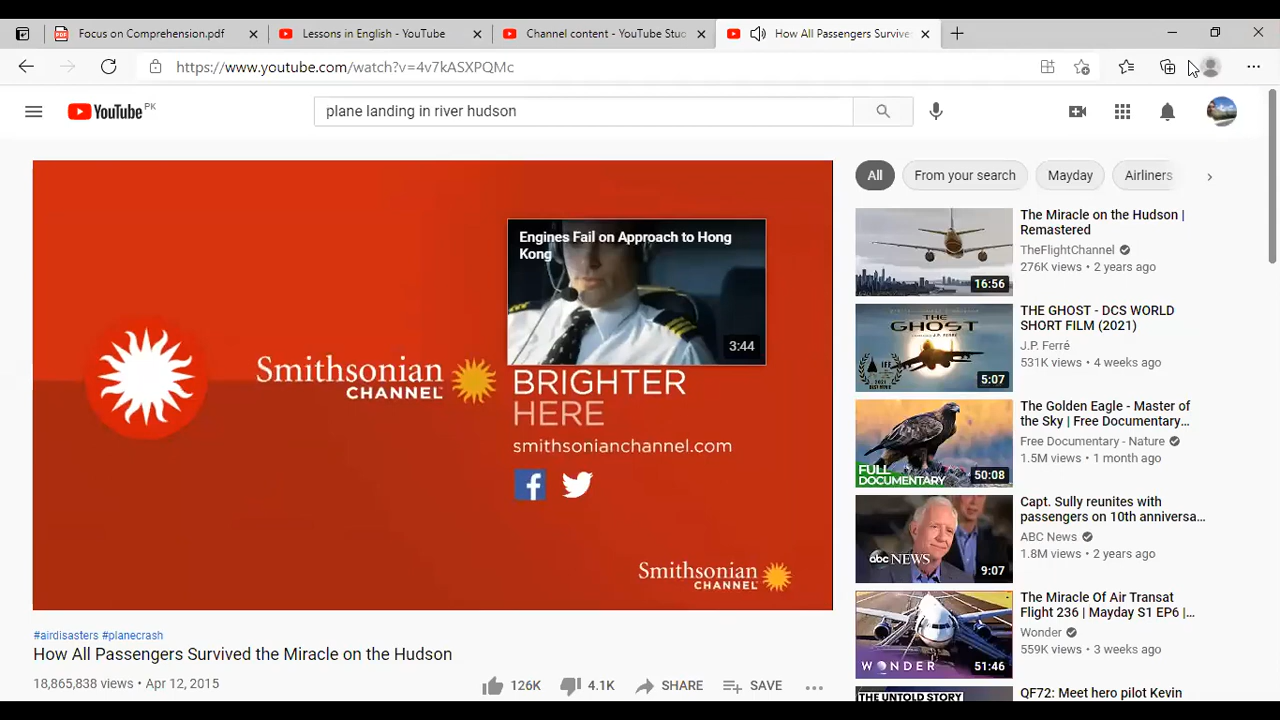 Focus on Comprehension.pdf
Lessons in English - YouTube
Channel content - YouTube Stu
How All Passengers Survive
https://www.youtube.com/watch?v=4v7kASXPQMc
YouTube PK
plane landing in river hudson
Engines Fail on Approach to Hong
Kong
3:44
Smithsonian
CHANNEL
BRIGHTER
HERE
smithsonianchannel.com
Smithsonian
CHANNEL
#airdisasters #planecrash
How All Passengers Survived the Miracle on the Hudson
18,865,838 views • Apr 12, 2015
126K
4.1K
SHARE
SAVE
All
From your search
Mayday
Airliners
The Miracle on the Hudson |
Remastered
TheFlightChannel
276K views • 2 years ago
16:56
THE GHOST - DCS WORLD
SHORT FILM (2021)
J.P. Ferré
531K views • 4 weeks ago
THE
GHOST
5:07
The Golden Eagle - Master of
the Sky | Free Documentary...
Free Documentary - Nature
1.5M views • 1 month ago
FULL
DOCUMENTARY
50:08
Capt. Sully reunites with
passengers on 10th anniversa...
ABC News
1.8M views • 2 years ago
abc NEWS
9:07
The Miracle Of Air Transat
Flight 236 | Mayday S1 EP6 |...
Wonder
559K views • 3 weeks ago
WONDER
51:46
QF72: Meet hero pilot Kevin
THE UNTOLD STORY